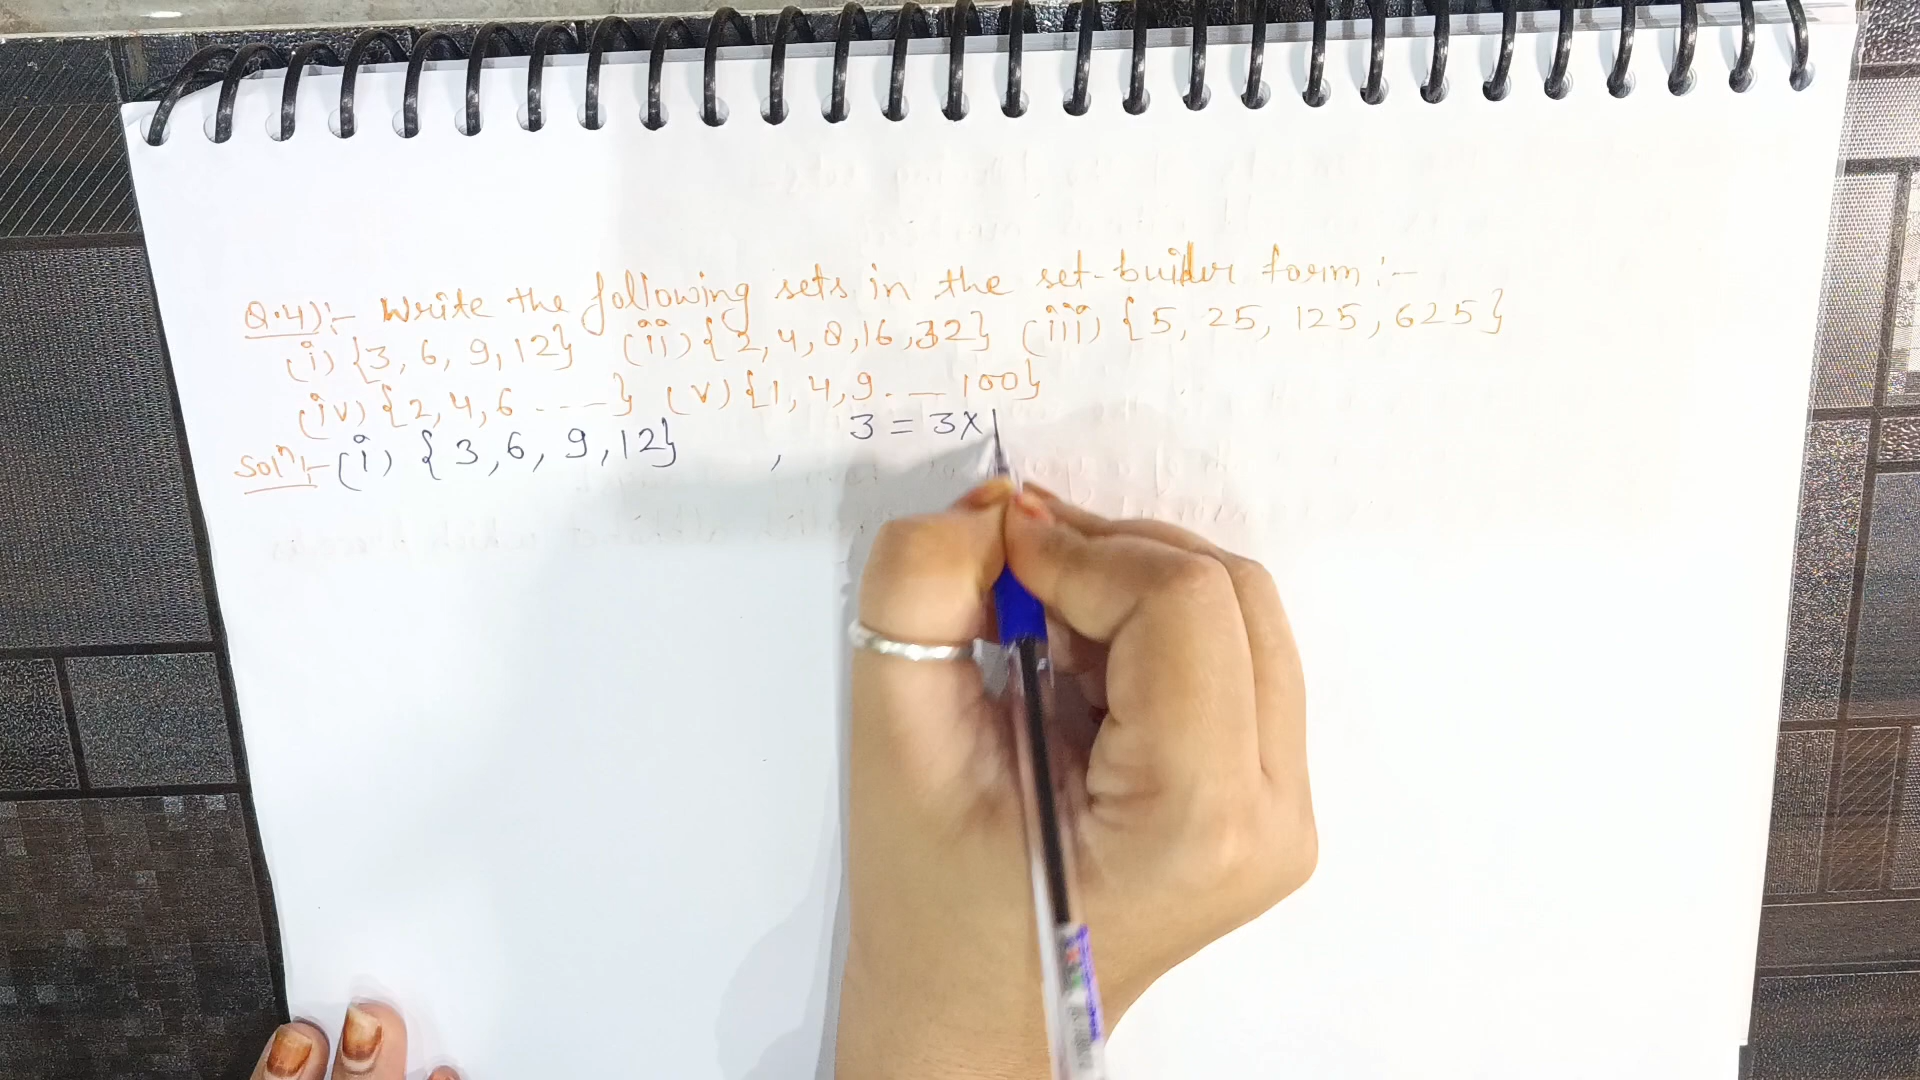 Q.4):- Write the following sets in the set-builder form:-
(i) {3, 6, 9, 12} (ii) {2, 4, 8, 16, 32} (iii) {5, 25, 125, 625}
(iv) {2, 4, 6 - - - -} (v) {1, 4, 9 - - - 100}
Solⁿ:- (i) { 3, 6, 9, 12} , 3 = 3x1